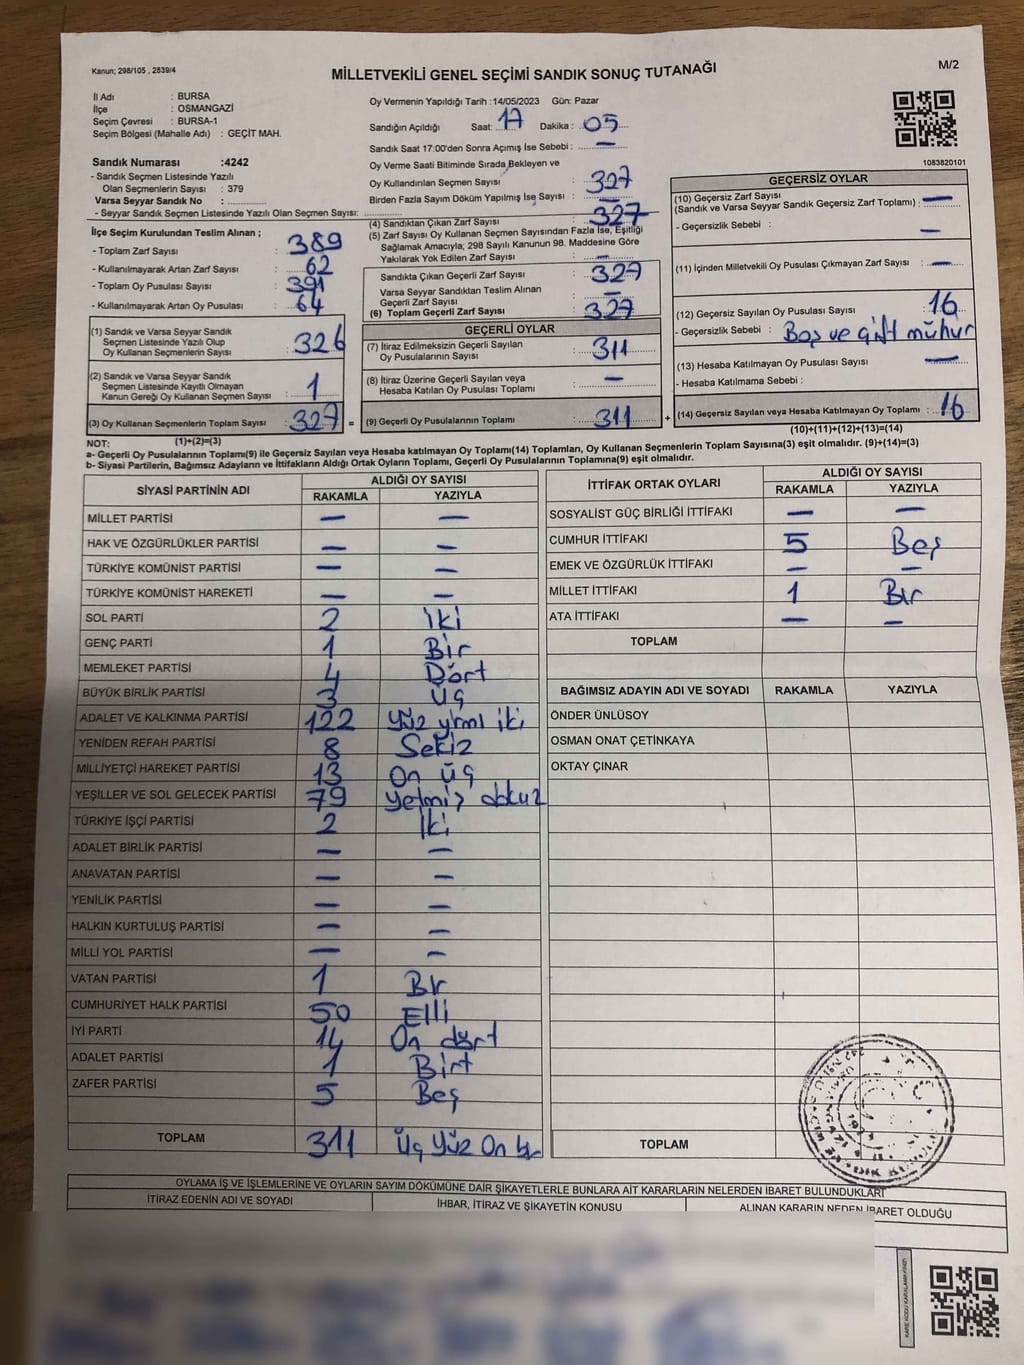 Kanun; 298/105 , 2839/4
MİLLETVEKİLİ GENEL SEÇİMİ SANDIK SONUÇ TUTANAĞI
M/2
İl Adı : BURSA
İlçe : OSMANGAZİ
Seçim Çevresi : BURSA-1
Seçim Bölgesi (Mahalle Adı) : GEÇİT MAH.
Sandık Numarası :4242
- Sandık Seçmen Listesinde Yazılı
Olan Seçmenlerin Sayısı : 379
Varsa Seyyar Sandık No :
- Seyyar Sandık Seçmen Listesinde Yazılı Olan Seçmen Sayısı:
İlçe Seçim Kurulundan Teslim Alınan ;
- Toplam Zarf Sayısı : 389
- Kullanılmayarak Artan Zarf Sayısı : 62
- Toplam Oy Pusulası Sayısı : 391
- Kullanılmayarak Artan Oy Pusulası : 64
(1) Sandık ve Varsa Seyyar Sandık
Seçmen Listesinde Yazılı Olup
Oy Kullanan Seçmenlerin Sayısı : 326
(2) Sandık ve Varsa Seyyar Sandık
Seçmen Listesinde Kayıtlı Olmayan
Kanun Gereği Oy Kullanan Seçmen Sayısı : 1
(3) Oy Kullanan Seçmenlerin Toplam Sayısı : 327 =
(1)+(2)=(3)
Oy Vermenin Yapıldığı Tarih :14/05/2023 Gün: Pazar
Sandığın Açıldığı Saat: 17 Dakika : 05
Sandık Saat 17:00'den Sonra Açımış İse Sebebi : —
Oy Verme Saati Bitiminde Sırada Bekleyen ve
Oy Kullandırılan Seçmen Sayısı : 327
Birden Fazla Sayım Döküm Yapılmış İse Sayısı : —
(4) Sandıktan Çıkan Zarf Sayısı : 327
(5) Zarf Sayısı Oy Kullanan Seçmen Sayısından Fazla İse, Eşitliği
Sağlamak Amacıyla; 298 Sayılı Kanunun 98. Maddesine Göre
Yakılarak Yok Edilen Zarf Sayısı : —
Sandıkta Çıkan Geçerli Zarf Sayısı : 327
Varsa Seyyar Sandıktan Teslim Alınan
Geçerli Zarf Sayısı : —
(6) Toplam Geçerli Zarf Sayısı : 327
GEÇERLİ OYLAR
(7) İtiraz Edilmeksizin Geçerli Sayılan
Oy Pusulalarının Sayısı : 311
(8) İtiraz Üzerine Geçerli Sayılan veya
Hesaba Katılan Oy Pusulası Toplamı : —
(9) Geçerli Oy Pusulalarının Toplamı : 311 +
1083820101
GEÇERSİZ OYLAR
(10) Geçersiz Zarf Sayısı
(Sandık ve Varsa Seyyar Sandık Geçersiz Zarf Toplamı) : —
- Geçersizlik Sebebi : —
(11) İçinden Milletvekili Oy Pusulası Çıkmayan Zarf Sayısı : —
(12) Geçersiz Sayılan Oy Pusulası Sayısı : 16
- Geçersizlik Sebebi : Boş ve çift mühür
(13) Hesaba Katılmayan Oy Pusulası Sayısı : —
- Hesaba Katılmama Sebebi :
(14) Geçersiz Sayılan veya Hesaba Katılmayan Oy Toplamı : 16
(10)+(11)+(12)+(13)=(14)
NOT:
a- Geçerli Oy Pusulalarının Toplamı(9) ile Geçersiz Sayılan veya Hesaba katılmayan Oy Toplamı(14) Toplamları, Oy Kullanan Seçmenlerin Toplam Sayısına(3) eşit olmalıdır. (9)+(14)=(3)
b- Siyasi Partilerin, Bağımsız Adayların ve İttifakların Aldığı Ortak Oyların Toplamı, Geçerli Oy Pusulalarının Toplamına(9) eşit olmalıdır.
SİYASİ PARTİNİN ADI ALDIĞI OY SAYISI
RAKAMLA YAZIYLA
MİLLET PARTİSİ — —
HAK VE ÖZGÜRLÜKLER PARTİSİ — —
TÜRKİYE KOMÜNİST PARTİSİ — —
TÜRKİYE KOMÜNİST HAREKETİ — —
SOL PARTİ 2 İki
GENÇ PARTİ 1 Bir
MEMLEKET PARTİSİ 4 Dört
BÜYÜK BİRLİK PARTİSİ 3 Üç
ADALET VE KALKINMA PARTİSİ 122 Yüz yirmi iki
YENİDEN REFAH PARTİSİ 8 Sekiz
MİLLİYETÇİ HAREKET PARTİSİ 13 On üç
YEŞİLLER VE SOL GELECEK PARTİSİ 79 Yetmiş dokuz
TÜRKİYE İŞÇİ PARTİSİ 2 İki
ADALET BİRLİK PARTİSİ — —
ANAVATAN PARTİSİ — —
YENİLİK PARTİSİ — —
HALKIN KURTULUŞ PARTİSİ — —
MİLLİ YOL PARTİSİ — —
VATAN PARTİSİ 1 Bir
CUMHURİYET HALK PARTİSİ 50 Elli
İYİ PARTİ 14 On dört
ADALET PARTİSİ 1 Birt
ZAFER PARTİSİ 5 Beş
TOPLAM 311 Üç Yüz On bir
İTTİFAK ORTAK OYLARI ALDIĞI OY SAYISI
RAKAMLA YAZIYLA
SOSYALİST GÜÇ BİRLİĞİ İTTİFAKI — —
CUMHUR İTTİFAKI 5 Beş
EMEK VE ÖZGÜRLÜK İTTİFAKI — —
MİLLET İTTİFAKI 1 Bir
ATA İTTİFAKI — —
TOPLAM
BAĞIMSIZ ADAYIN ADI VE SOYADI RAKAMLA YAZIYLA
ÖNDER ÜNLÜSOY
OSMAN ONAT ÇETİNKAYA
OKTAY ÇINAR
TOPLAM
OYLAMA İŞ VE İŞLEMLERİNE VE OYLARIN SAYIM DÖKÜMÜNE DAİR ŞİKAYETLERLE BUNLARA AİT KARARLARIN NELERDEN İBARET BULUNDUKLARI
İTİRAZ EDENİN ADI VE SOYADI İHBAR, İTİRAZ VE ŞİKAYETİN KONUSU ALINAN KARARIN NEDEN İBARET OLDUĞU